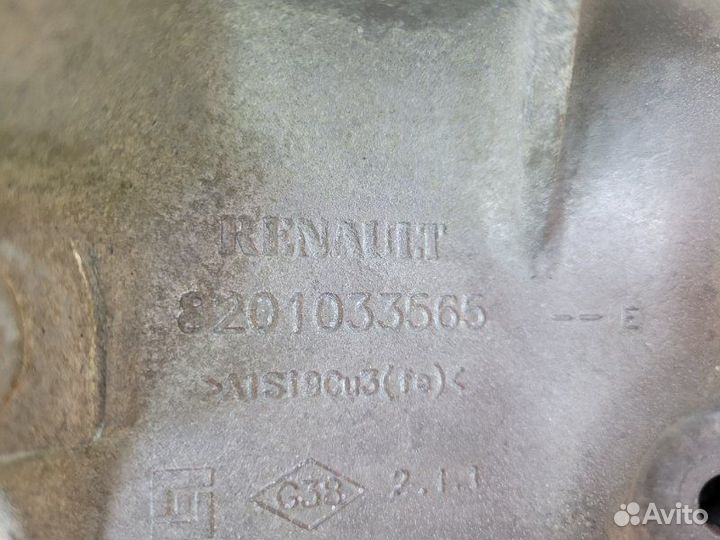 RENAULT
8201033565 -- E
>AlSi9Cu3(fe)<
G38 2.1.1
Avito